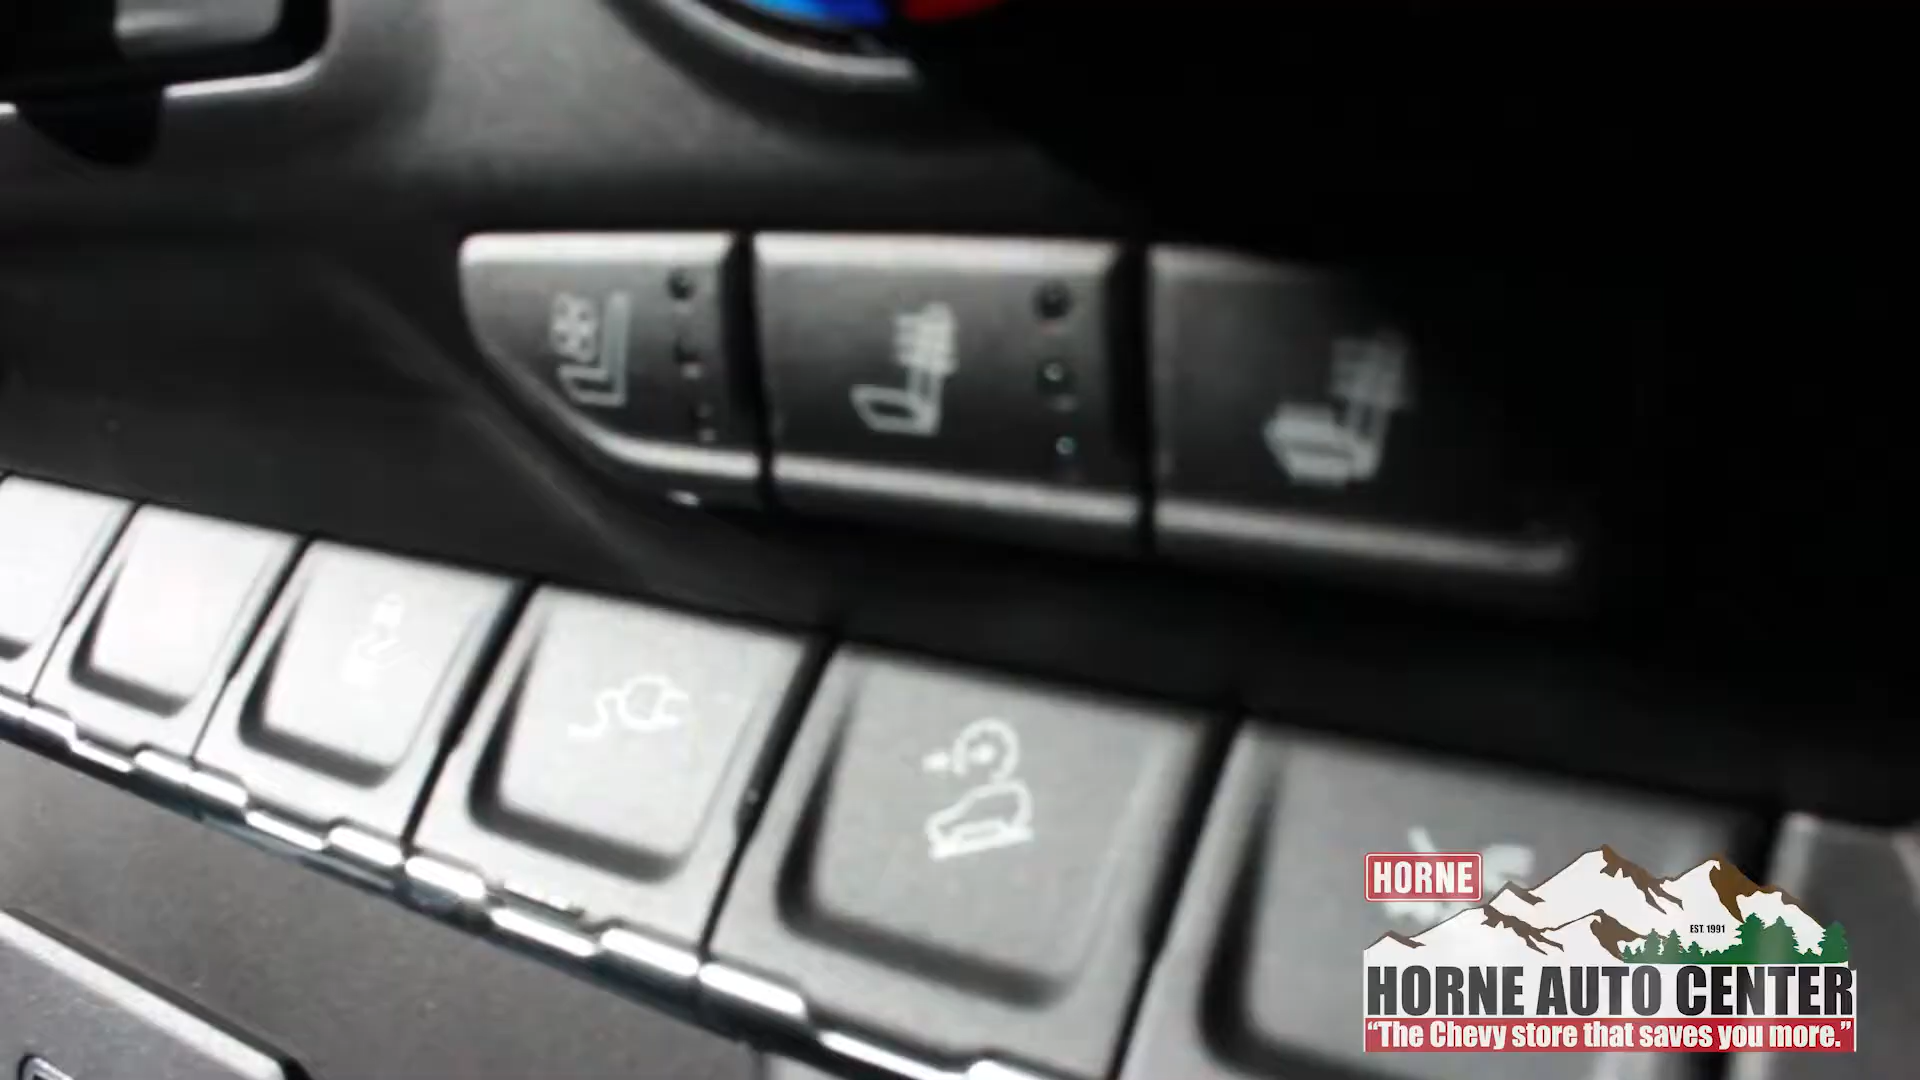 HORNE
EST. 1991
HORNE AUTO CENTER
“The Chevy store that saves you more.”